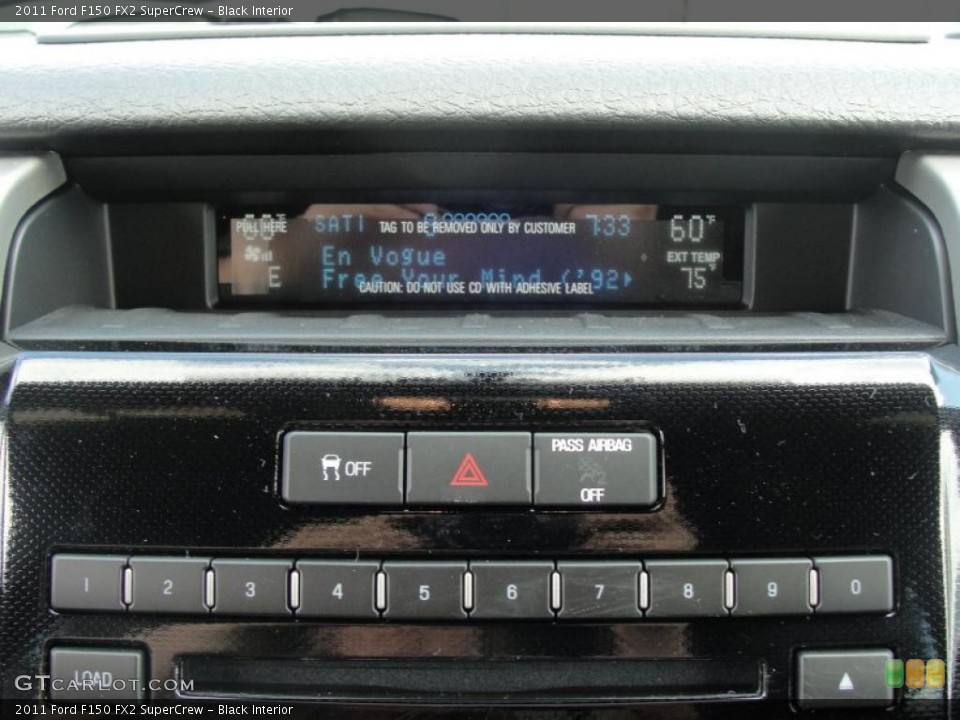 2011 Ford F150 FX2 SuperCrew - Black Interior
PULL HERE SAT1 TAG TO BE REMOVED ONLY BY CUSTOMER 7:33 60°F
En Vogue EXT TEMP
E Free Your Mind ('92 75°F
CAUTION: DO NOT USE CD WITH ADHESIVE LABEL
OFF PASS AIRBAG
OFF
1 2 3 4 5 6 7 8 9 0
LOAD
GTCARLOT.COM
2011 Ford F150 FX2 SuperCrew - Black Interior